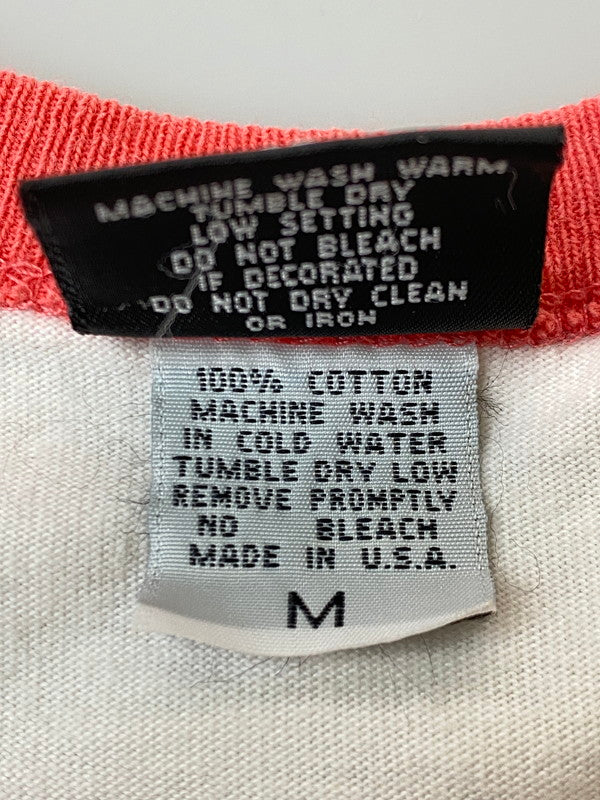 MACHINE WASH WARM
TUMBLE DRY
LOW SETTING
DO NOT BLEACH
IF DECORATED
DO NOT DRY CLEAN
OR IRON
100% COTTON
MACHINE WASH
IN COLD WATER
TUMBLE DRY LOW
REMOVE PROMPTLY
NO BLEACH
MADE IN U.S.A.
M